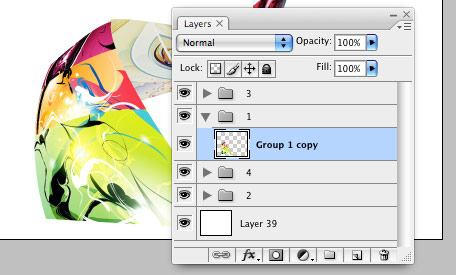 Layers ×
Normal Opacity: 100%
Lock: Fill: 100%
3
1
Group 1 copy
4
2
Layer 39
fx